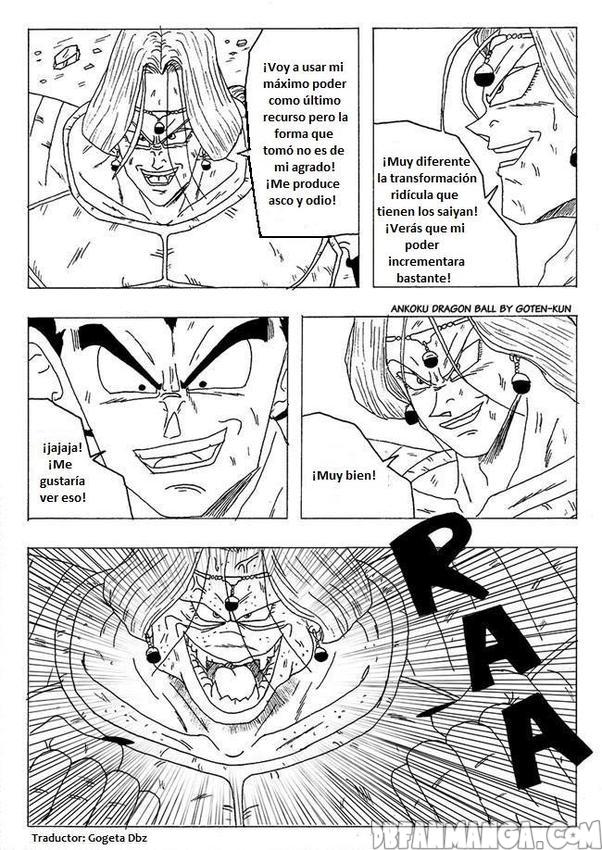 ¡Voy a usar mi
máximo poder
como último
recurso pero la
forma que
tomó no es de
mi agrado!
¡Me produce
asco y odio!
¡Muy diferente
la transformación
ridícula que
tienen los saiyan!
¡Verás que mi
poder
incrementara
bastante!
ANKOKU DRAGON BALL BY GOTEN-KUN
¡jajaja!
¡Me
gustaría
ver eso!
¡Muy bien!
RAAA
Traductor: Gogeta Dbz
DBFANMANGA.COM